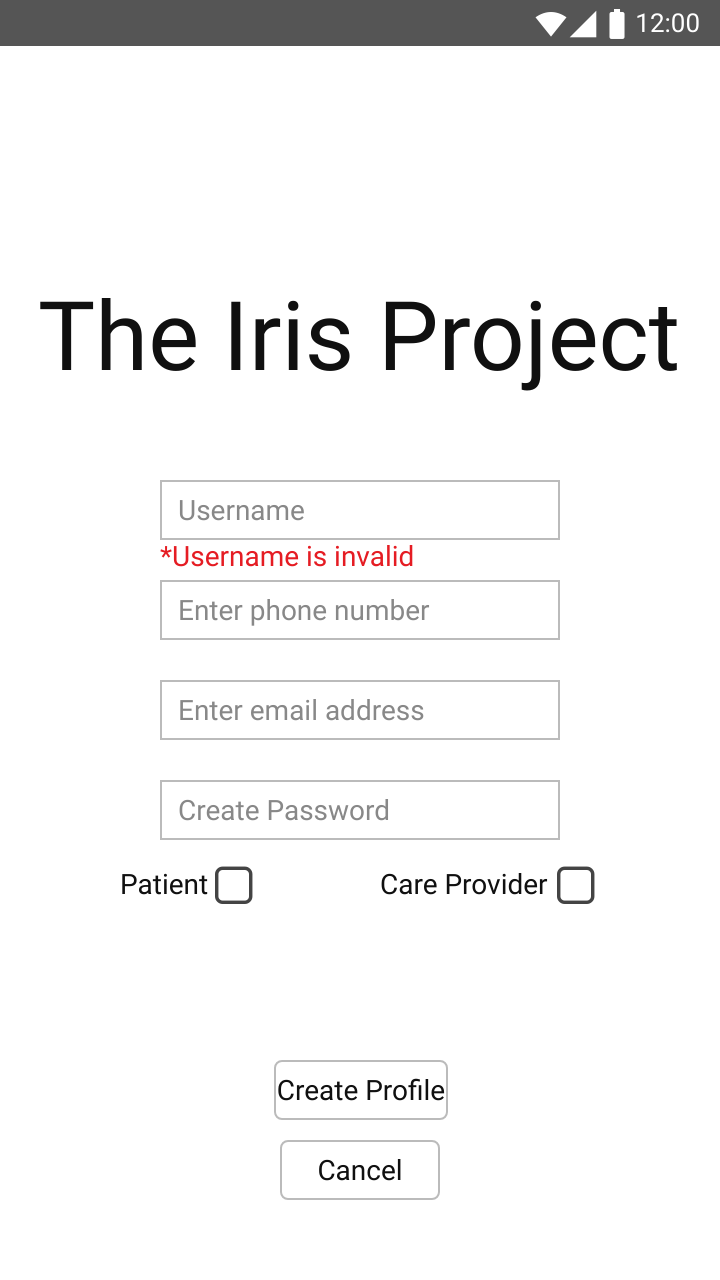 12:00
The Iris Project
Username
*Username is invalid
Enter phone number
Enter email address
Create Password
Patient Care Provider
Create Profile
Cancel